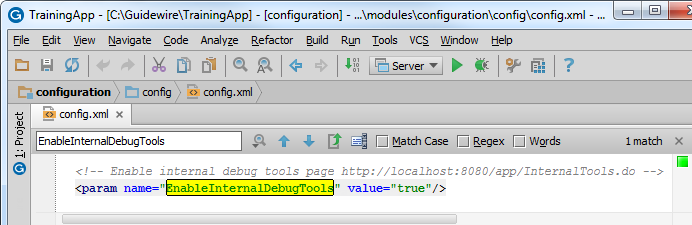 TrainingApp - [C:\Guidewire\TrainingApp] - [configuration] - ...\modules\configuration\config\config.xml - ...
File Edit View Navigate Code Analyze Refactor Build Run Tools VCS Window Help
Server
configuration config config.xml
1: Project
config.xml
EnableInternalDebugTools Match Case Regex Words 1 match
<!-- Enable internal debug tools page http://localhost:8080/app/InternalTools.do -->
<param name="EnableInternalDebugTools" value="true"/>